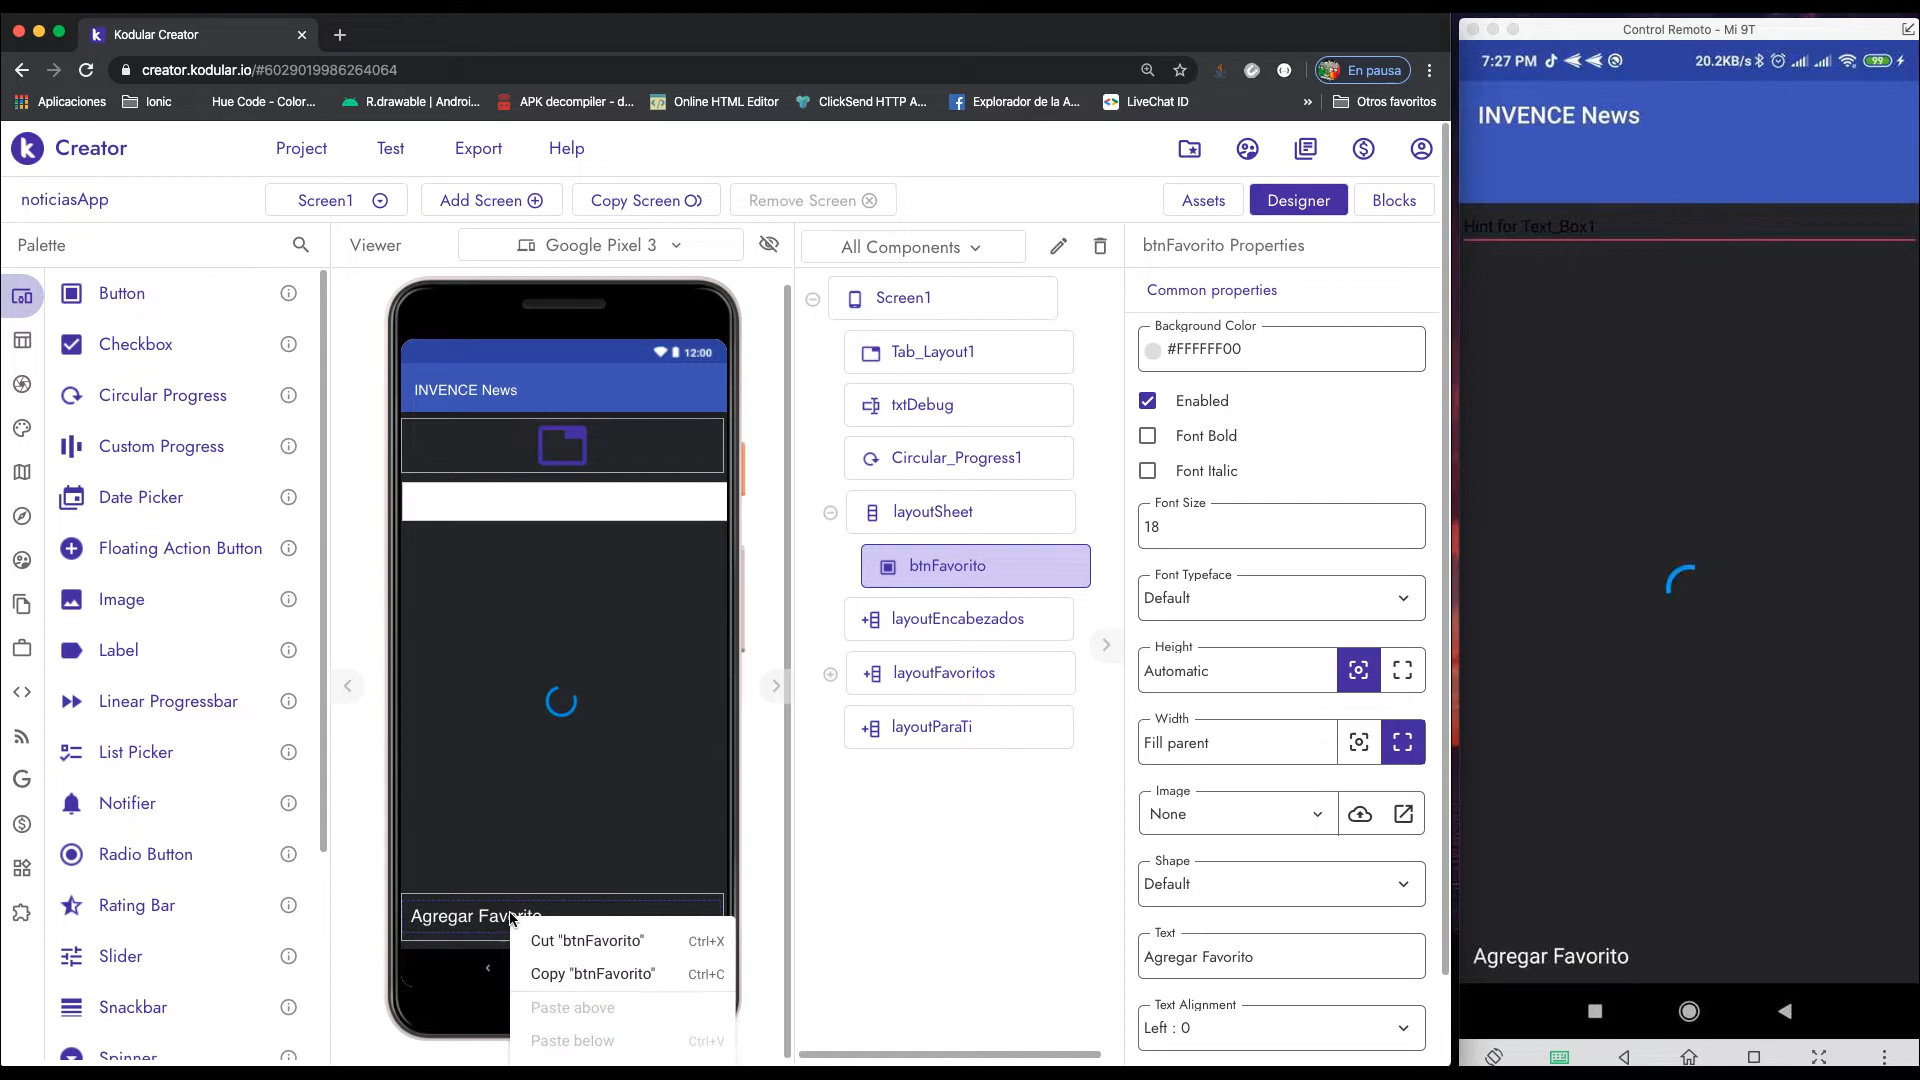 Kodular Creator
creator.kodular.io/#6029019986264064
En pausa
Aplicaciones
Ionic
Hue Code - Color...
R.drawable | Androi...
APK decompiler - d...
Online HTML Editor
ClickSend HTTP A...
Explorador de la A...
LiveChat ID
»
Otros favoritos
Creator
Project
Test
Export
Help
noticiasApp
Screen1
Add Screen
Copy Screen
Remove Screen
Assets
Designer
Blocks
Palette
Button
Checkbox
Circular Progress
Custom Progress
Date Picker
Floating Action Button
Image
Label
Linear Progressbar
List Picker
Notifier
Radio Button
Rating Bar
Slider
Snackbar
Spinner
Viewer
Google Pixel 3
12:00
INVENCE News
Agregar Favorito
Cut "btnFavorito" Ctrl+X
Copy "btnFavorito" Ctrl+C
Paste above
Paste below Ctrl+V
All Components
Screen1
Tab_Layout1
txtDebug
Circular_Progress1
layoutSheet
btnFavorito
layoutEncabezados
layoutFavoritos
layoutParaTi
btnFavorito Properties
Common properties
Background Color
#FFFFFF00
Enabled
Font Bold
Font Italic
Font Size
18
Font Typeface
Default
Height
Automatic
Width
Fill parent
Image
None
Shape
Default
Text
Agregar Favorito
Text Alignment
Left : 0
Control Remoto - Mi 9T
7:27 PM
20.2KB/s
99
INVENCE News
Hint for Text_Box1
Agregar Favorito